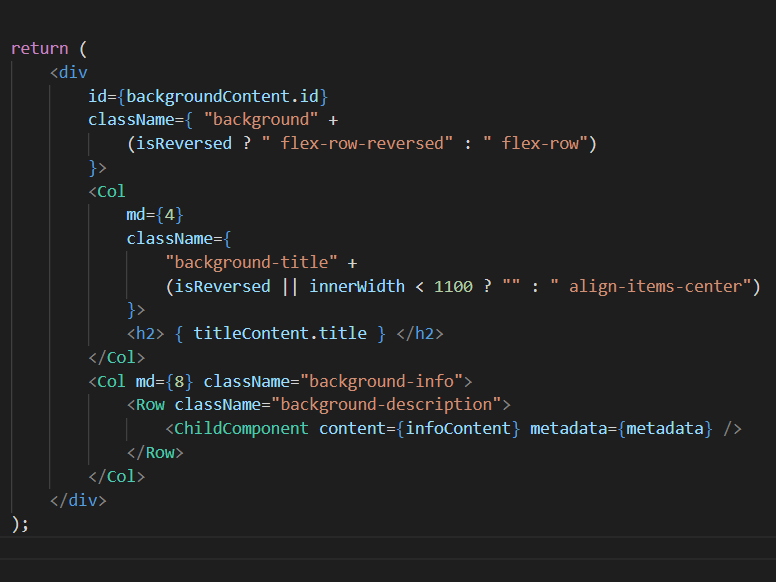 return (
    <div
        id={backgroundContent.id}
        className={ "background" +
            (isReversed ? " flex-row-reversed" : " flex-row")
        }>
        <Col
            md={4}
            className={
                "background-title" +
                (isReversed || innerWidth < 1100 ? "" : " align-items-center")
            }>
            <h2> { titleContent.title } </h2>
        </Col>
        <Col md={8} className="background-info">
            <Row className="background-description">
                <ChildComponent content={infoContent} metadata={metadata} />
            </Row>
        </Col>
    </div>
);